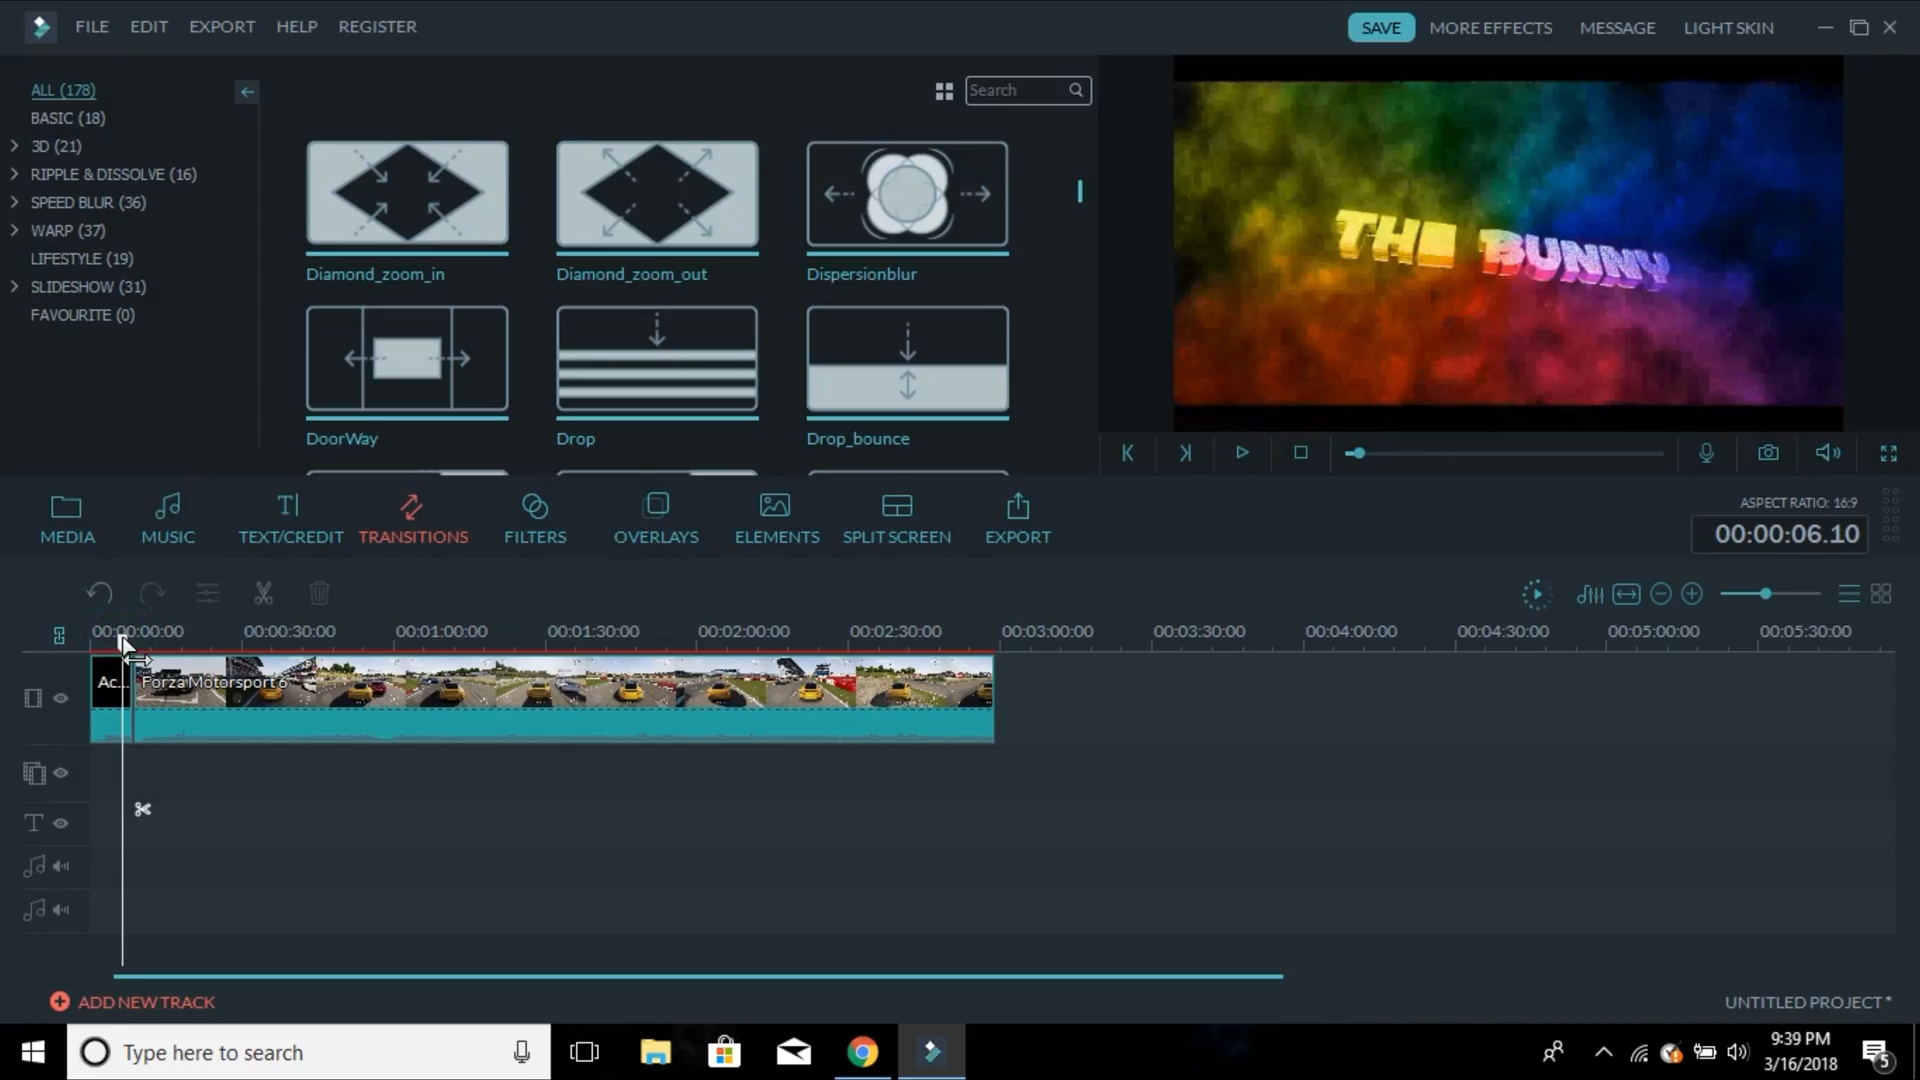 FILE EDIT EXPORT HELP REGISTER
SAVE MORE EFFECTS MESSAGE LIGHT SKIN
ALL (178)
BASIC (18)
3D (21)
RIPPLE & DISSOLVE (16)
SPEED BLUR (36)
WARP (37)
LIFESTYLE (19)
SLIDESHOW (31)
FAVOURITE (0)
Search
Diamond_zoom_in Diamond_zoom_out Dispersionblur
DoorWay Drop Drop_bounce
THE BUNNY
MEDIA MUSIC TEXT/CREDIT TRANSITIONS FILTERS OVERLAYS ELEMENTS SPLIT SCREEN EXPORT
ASPECT RATIO: 16:9
00:00:06.10
00:00:00:00 00:00:30:00 00:01:00:00 00:01:30:00 00:02:00:00 00:02:30:00 00:03:00:00 00:03:30:00 00:04:00:00 00:04:30:00 00:05:00:00 00:05:30:00
Ac... Forza Motorsport 6
ADD NEW TRACK
UNTITLED PROJECT *
Type here to search
9:39 PM
3/16/2018
5